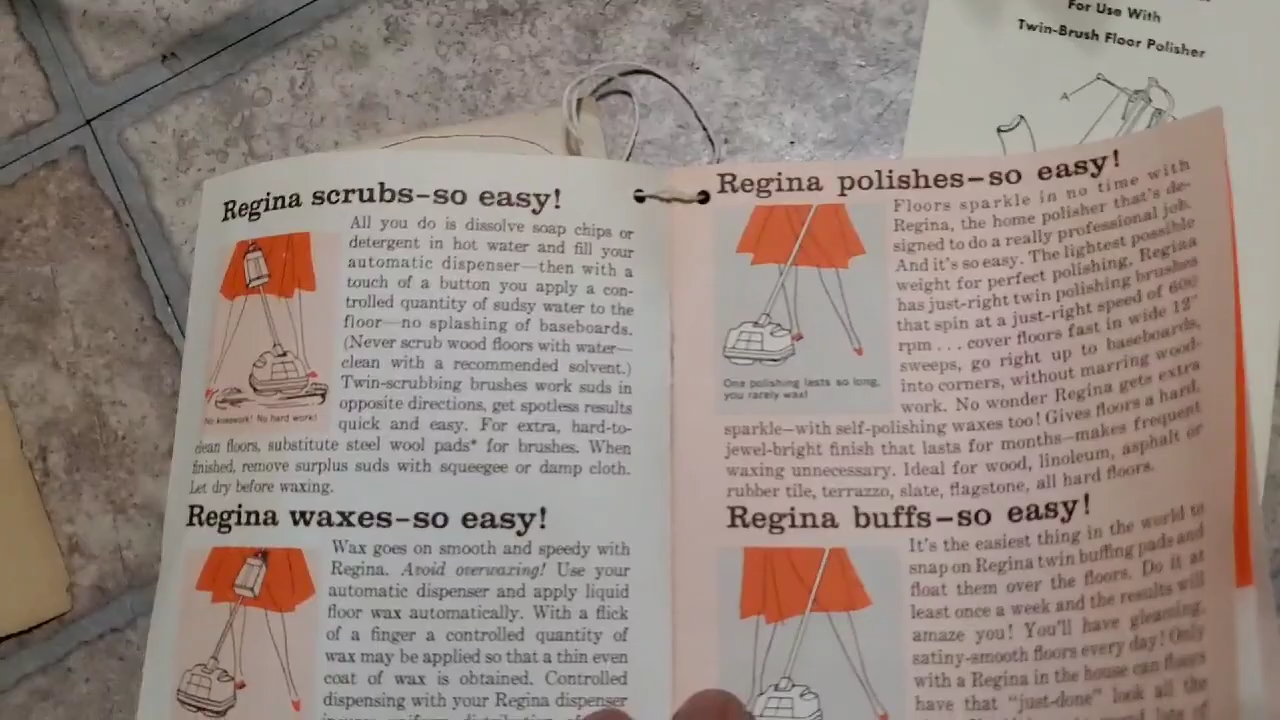 For Use With
Twin-Brush Floor Polisher
A
Regina scrubs—so easy!
All you do is dissolve soap chips or
detergent in hot water and fill your
automatic dispenser—then with a
touch of a button you apply a con-
trolled quantity of sudsy water to the
floor—no splashing of baseboards.
(Never scrub wood floors with water—
clean with a recommended solvent.)
Twin-scrubbing brushes work suds in
opposite directions, get spotless results
quick and easy. For extra, hard-to-
clean floors, substitute steel wool pads* for brushes. When
finished, remove surplus suds with squeegee or damp cloth.
Let dry before waxing.
No kneework! No hard work!
Regina waxes—so easy!
Wax goes on smooth and speedy with
Regina. Avoid overwaxing! Use your
automatic dispenser and apply liquid
floor wax automatically. With a flick
of a finger a controlled quantity of
wax may be applied so that a thin even
coat of wax is obtained. Controlled
dispensing with your Regina dispenser
Regina polishes—so easy!
Floors sparkle in no time with
Regina, the home polisher that's de-
signed to do a really professional job.
And it's so easy. The lightest possible
weight for perfect polishing. Regina
has just-right twin polishing brushes
that spin at a just-right speed of 600
rpm . . . cover floors fast in wide 12"
sweeps, go right up to baseboards,
into corners, without marring wood-
work. No wonder Regina gets extra
sparkle—with self-polishing waxes too! Gives floors a hard,
jewel-bright finish that lasts for months—makes frequent
waxing unnecessary. Ideal for wood, linoleum, asphalt or
rubber tile, terrazzo, slate, flagstone, all hard floors.
One polishing lasts so long,
you rarely wax!
Regina buffs—so easy!
It's the easiest thing in the world to
snap on Regina twin buffing pads and
float them over the floors. Do it at
least once a week and the results will
amaze you! You'll have gleaming,
satiny-smooth floors every day! Only
with a Regina in the house can floors
have that "just-done" look all the